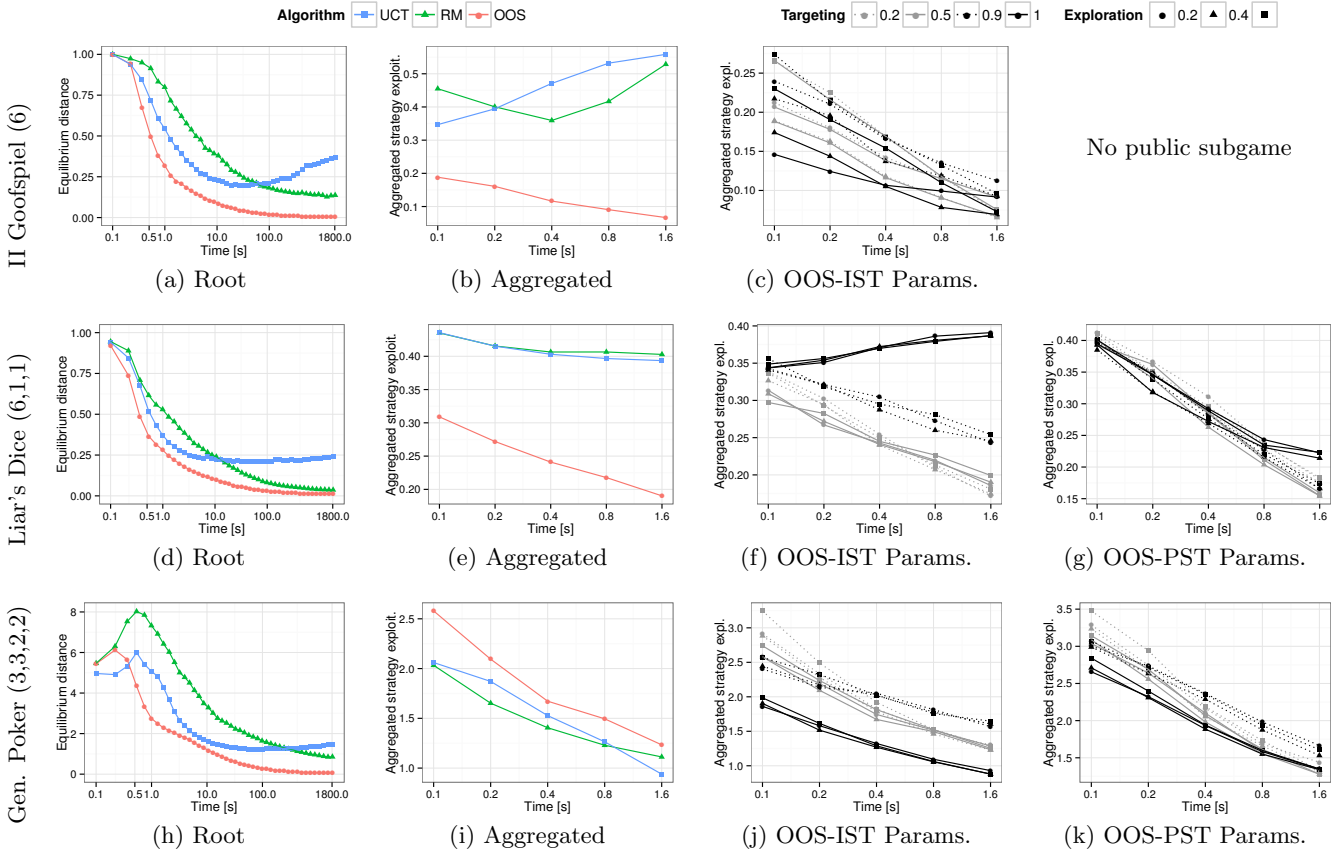 Algorithm UCT RM OOS
Targeting 0.2 0.5 0.9 1 Exploration 0.2 0.4
II Goofspiel (6)
Equilibrium distance
1.00
0.75
0.50
0.25
0.00
0.1 0.51.0 10.0 100.0 1800.0
Time [s]
(a) Root
Aggregated strategy exploit.
0.5
0.4
0.3
0.2
0.1
0.1 0.2 0.4 0.8 1.6
Time [s]
(b) Aggregated
Aggregated strategy expl.
0.25
0.20
0.15
0.10
0.1 0.2 0.4 0.8 1.6
Time [s]
(c) OOS-IST Params.
No public subgame
Liar's Dice (6,1,1)
Equilibrium distance
1.00
0.75
0.50
0.25
0.00
0.1 0.51.0 10.0 100.0 1800.0
Time [s]
(d) Root
Aggregated strategy exploit.
0.40
0.35
0.30
0.25
0.20
0.1 0.2 0.4 0.8 1.6
Time [s]
(e) Aggregated
Aggregated strategy expl.
0.40
0.35
0.30
0.25
0.20
0.1 0.2 0.4 0.8 1.6
Time [s]
(f) OOS-IST Params.
Aggregated strategy expl.
0.40
0.35
0.30
0.25
0.20
0.15
0.1 0.2 0.4 0.8 1.6
Time [s]
(g) OOS-PST Params.
Gen. Poker (3,3,2,2)
Equilibrium distance
8
6
4
2
0
0.1 0.51.0 10.0 100.0 1800.0
Time [s]
(h) Root
Aggregated strategy exploit.
2.5
2.0
1.5
1.0
0.1 0.2 0.4 0.8 1.6
Time [s]
(i) Aggregated
Aggregated strategy expl.
3.0
2.5
2.0
1.5
1.0
0.1 0.2 0.4 0.8 1.6
Time [s]
(j) OOS-IST Params.
Aggregated strategy expl.
3.5
3.0
2.5
2.0
1.5
0.1 0.2 0.4 0.8 1.6
Time [s]
(k) OOS-PST Params.